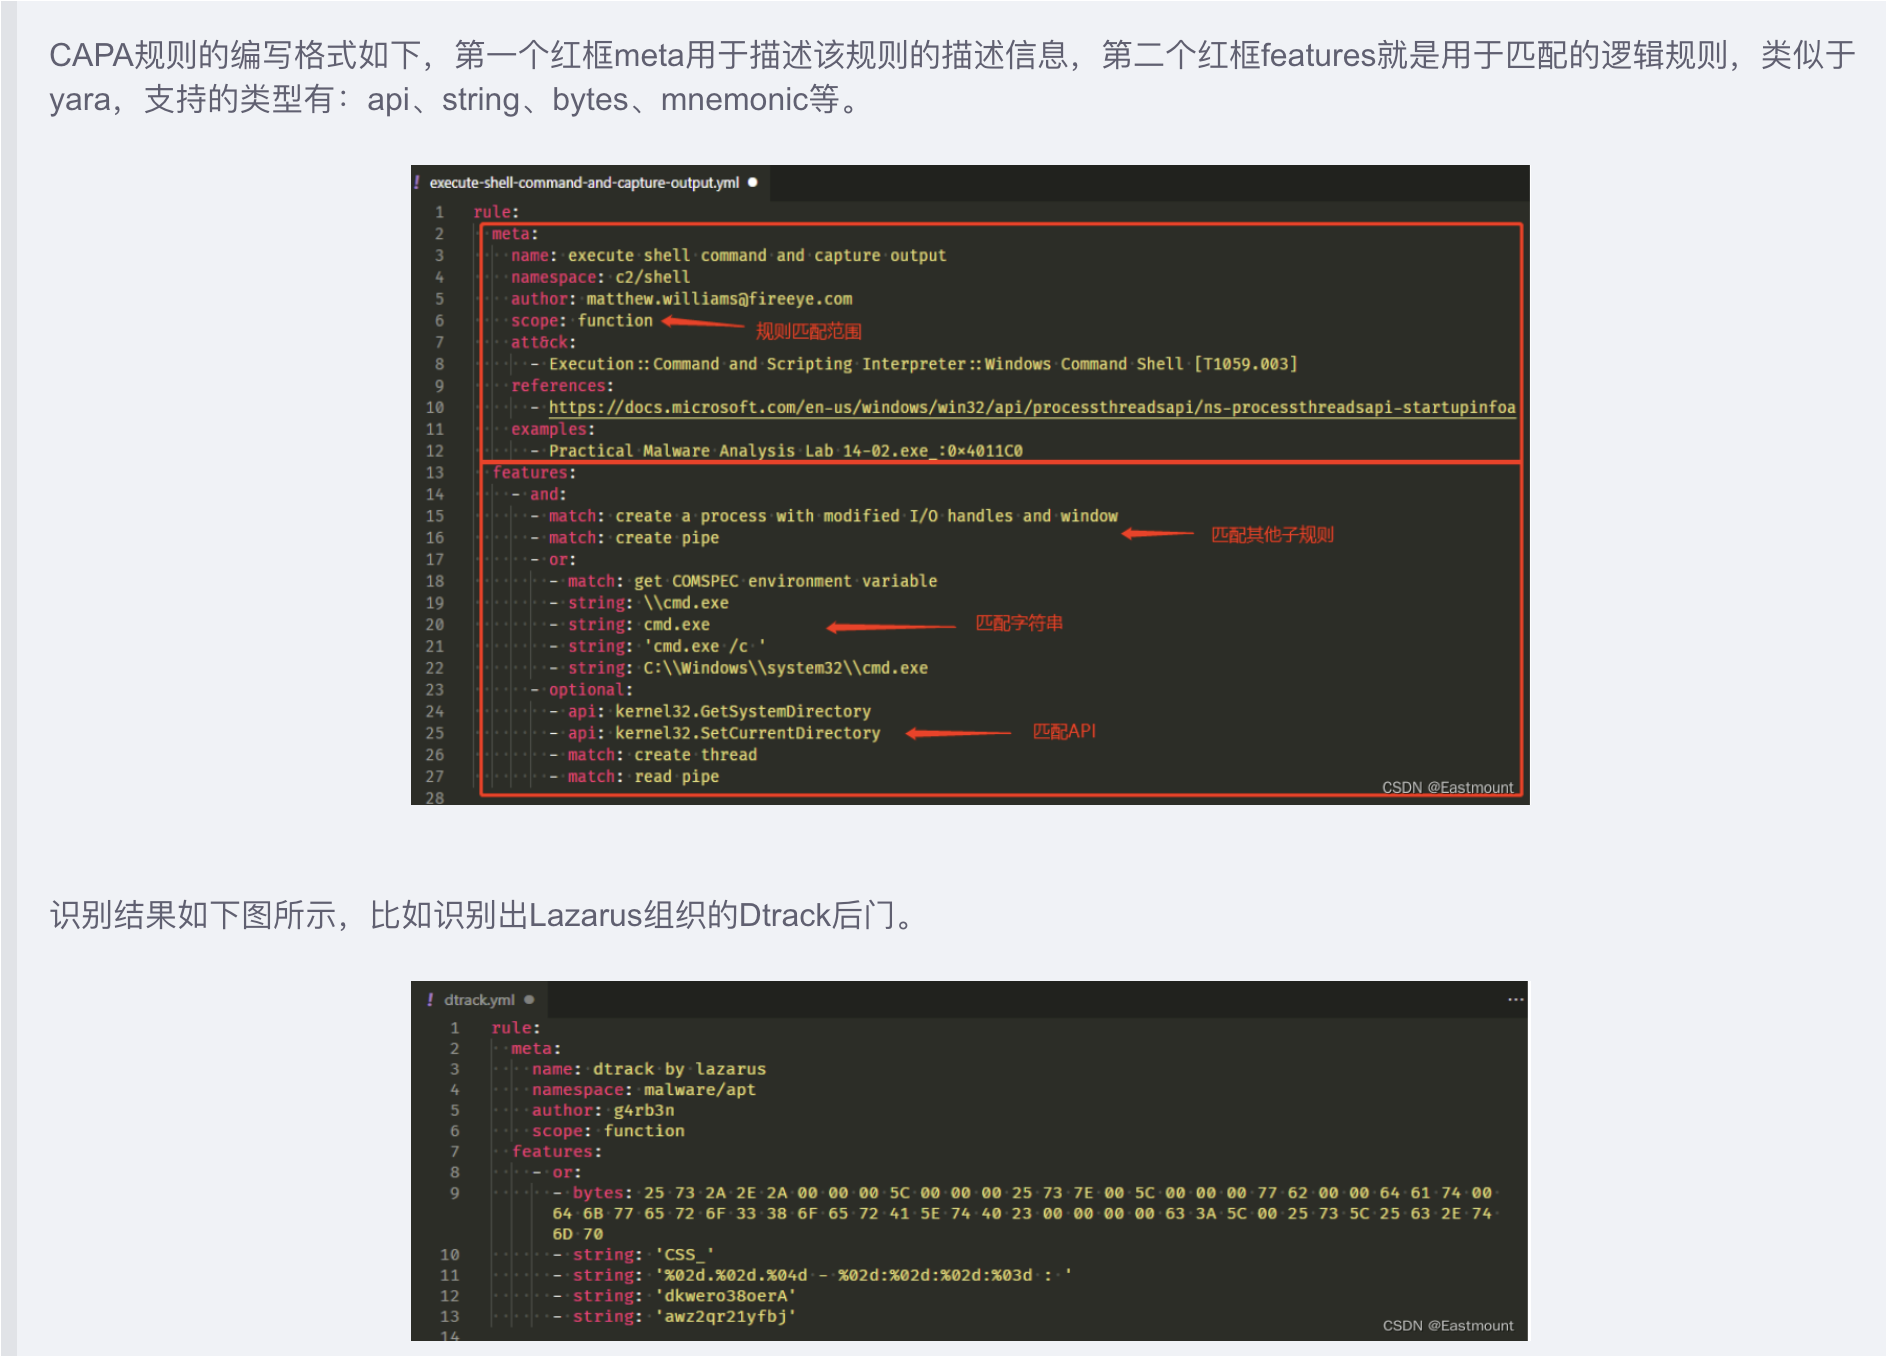 CAPA规则的编写格式如下，第一个红框meta用于描述该规则的描述信息，第二个红框features就是用于匹配的逻辑规则，类似于
yara，支持的类型有：api、string、bytes、mnemonic等。
! execute-shell-command-and-capture-output.yml ●
1 rule:
2 meta:
3 name: execute shell command and capture output
4 namespace: c2/shell
5 author: matthew.williams@fireeye.com
6 scope: function 规则匹配范围
7 att&ck:
8 - Execution::Command and Scripting Interpreter::Windows Command Shell [T1059.003]
9 references:
10 - https://docs.microsoft.com/en-us/windows/win32/api/processthreadsapi/ns-processthreadsapi-startupinfoa
11 examples:
12 - Practical Malware Analysis Lab 14-02.exe_:0×4011C0
13 features:
14 - and:
15 - match: create a process with modified I/O handles and window
16 - match: create pipe 匹配其他子规则
17 - or:
18 - match: get COMSPEC environment variable
19 - string: \\cmd.exe
20 - string: cmd.exe 匹配字符串
21 - string: 'cmd.exe /c '
22 - string: C:\\Windows\\system32\\cmd.exe
23 - optional:
24 - api: kernel32.GetSystemDirectory
25 - api: kernel32.SetCurrentDirectory 匹配API
26 - match: create thread
27 - match: read pipe
28
CSDN @Eastmount
识别结果如下图所示，比如识别出Lazarus组织的Dtrack后门。
! dtrack.yml ● ···
1 rule:
2 meta:
3 name: dtrack by lazarus
4 namespace: malware/apt
5 author: g4rb3n
6 scope: function
7 features:
8 - or:
9 - bytes: 25 73 2A 2E 2A 00 00 00 5C 00 00 00 25 73 7E 00 5C 00 00 00 77 62 00 00 64 61 74 00
64 6B 77 65 72 6F 33 38 6F 65 72 41 5E 74 40 23 00 00 00 00 63 3A 5C 00 25 73 5C 25 63 2E 74
6D 70
10 - string: 'CSS_'
11 - string: '%02d.%02d.%04d - %02d:%02d:%02d:%03d : '
12 - string: 'dkwero38oerA'
13 - string: 'awz2qr21yfbj'
14
CSDN @Eastmount